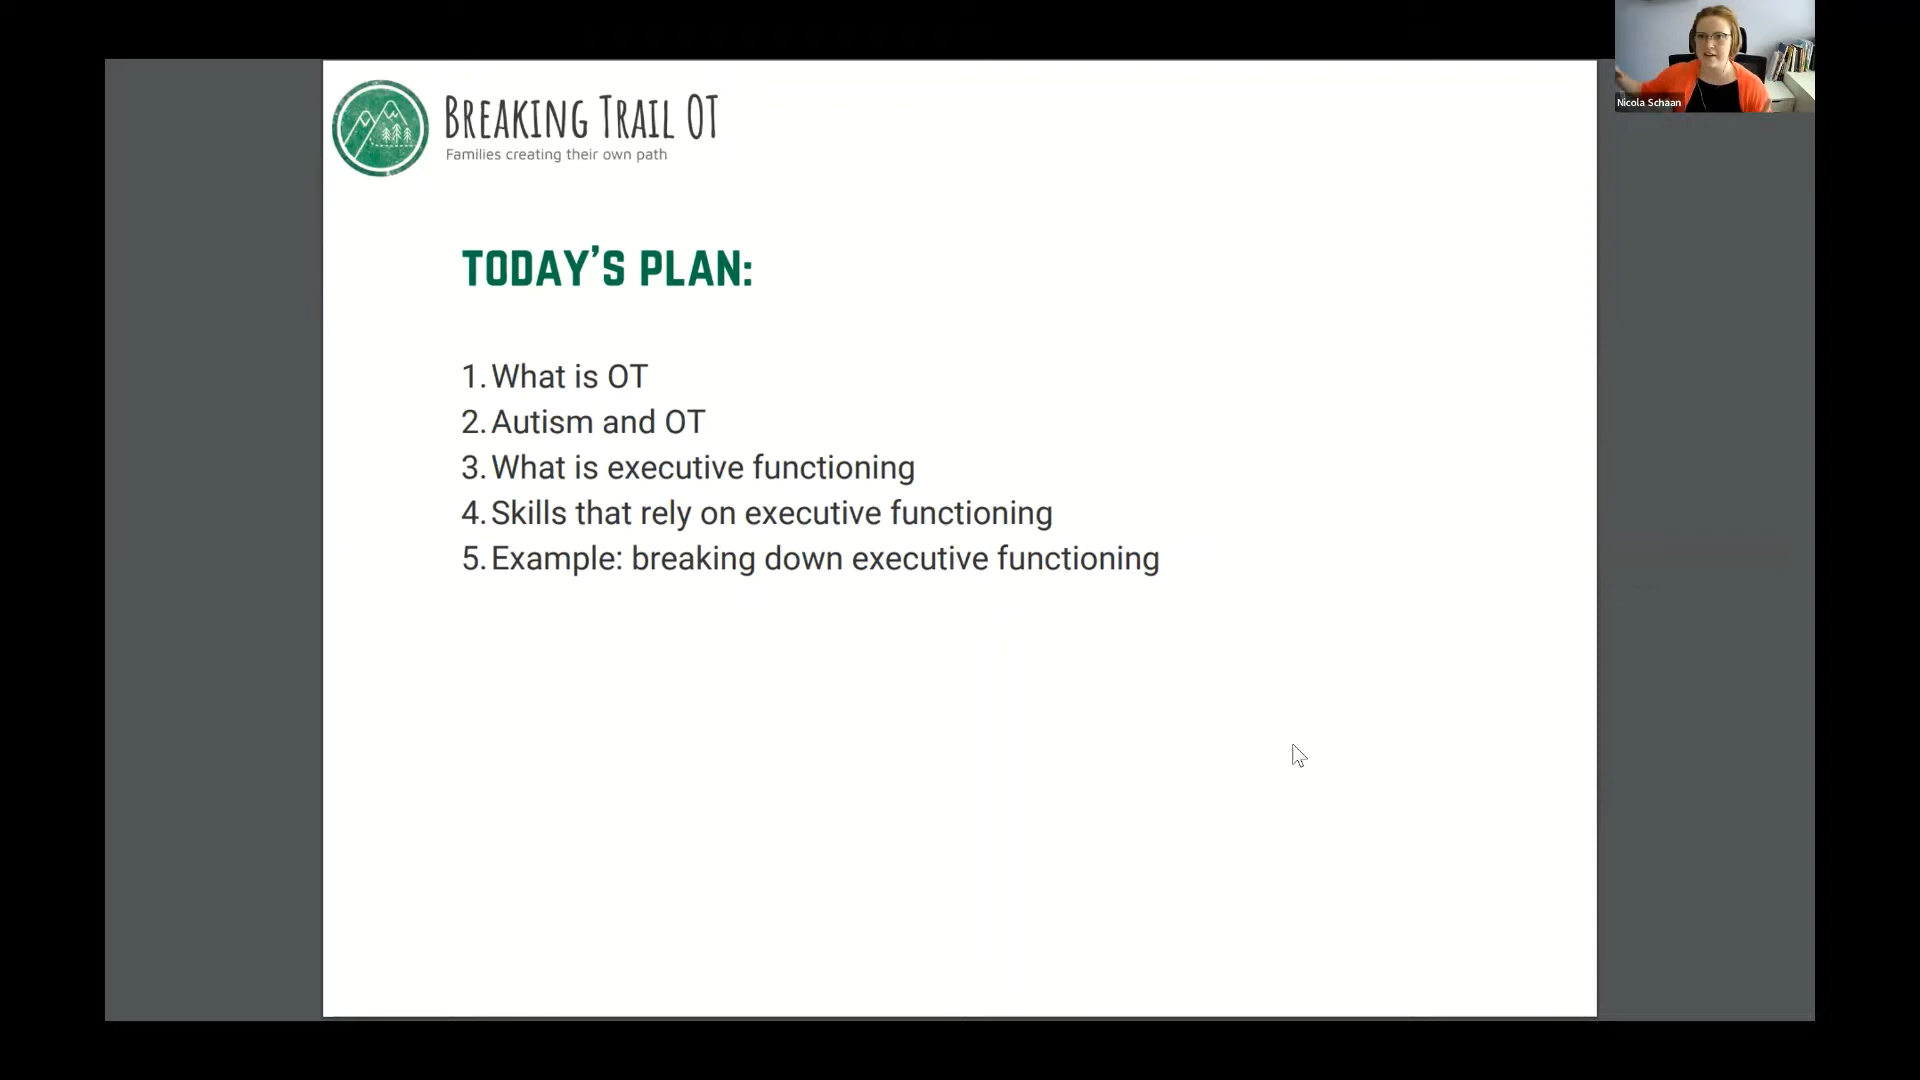 BREAKING TRAIL OT
Families creating their own path
Nicola Schaan
TODAY'S PLAN:
1. What is OT
2. Autism and OT
3. What is executive functioning
4. Skills that rely on executive functioning
5. Example: breaking down executive functioning